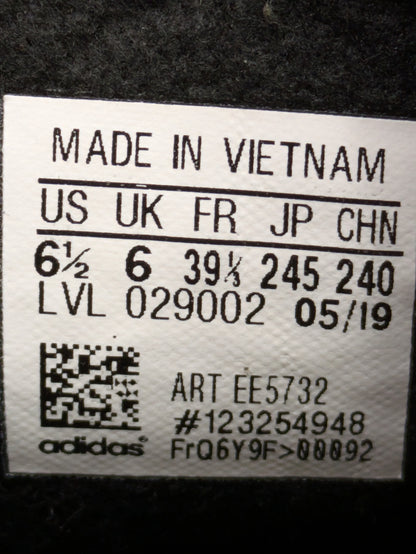 MADE IN VIETNAM
US UK FR JP CHN
6½ 6 39⅓ 245 240
LVL 029002 05/19
ART EE5732
#123254948
adidas FrQ6Y9F>00092